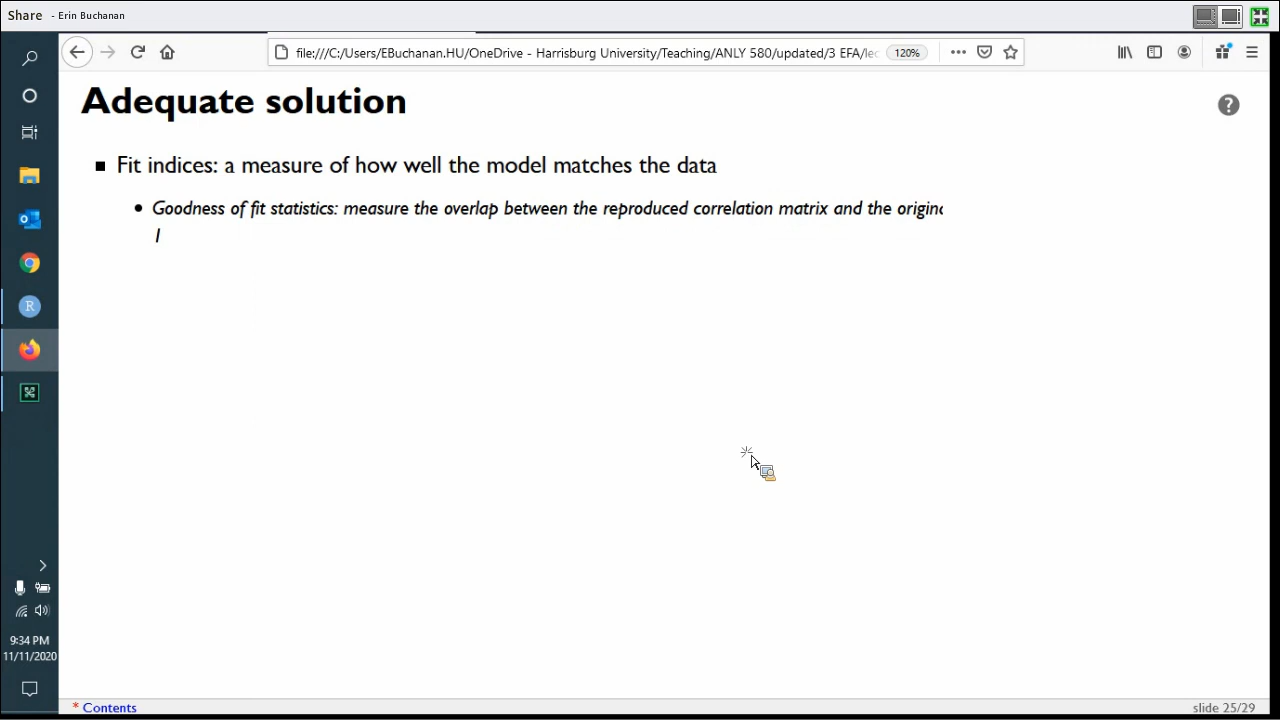 Share - Erin Buchanan
file:///C:/Users/EBuchanan.HU/OneDrive - Harrisburg University/Teaching/ANLY 580/updated/3 EFA/lec
120%
Adequate solution
?
Fit indices: a measure of how well the model matches the data
Goodness of fit statistics: measure the overlap between the reproduced correlation matrix and the
R
9:34 PM
11/11/2020
* Contents
slide 25/29